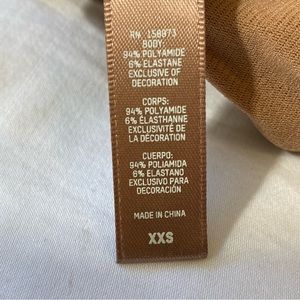 RN 158073
BODY:
94% POLYAMIDE
6% ELASTANE
EXCLUSIVE OF
DECORATION
CORPS:
94% POLYAMIDE
6% ÉLASTHANNE
EXCLUSIVITÉ DE
LA DÉCORATION
CUERPO:
94% POLIAMIDA
6% ELASTANO
EXCLUSIVO PARA
DECORACIÓN
MADE IN CHINA
XXS